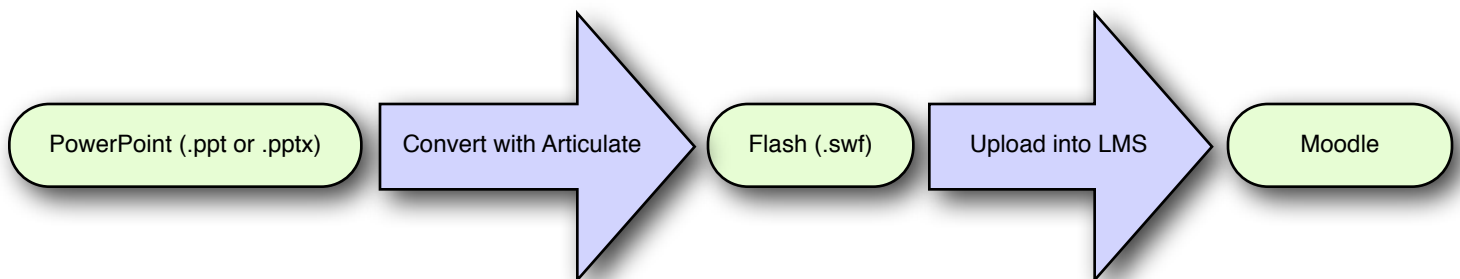 PowerPoint (.ppt or .pptx)
Convert with Articulate
Flash (.swf)
Upload into LMS
Moodle